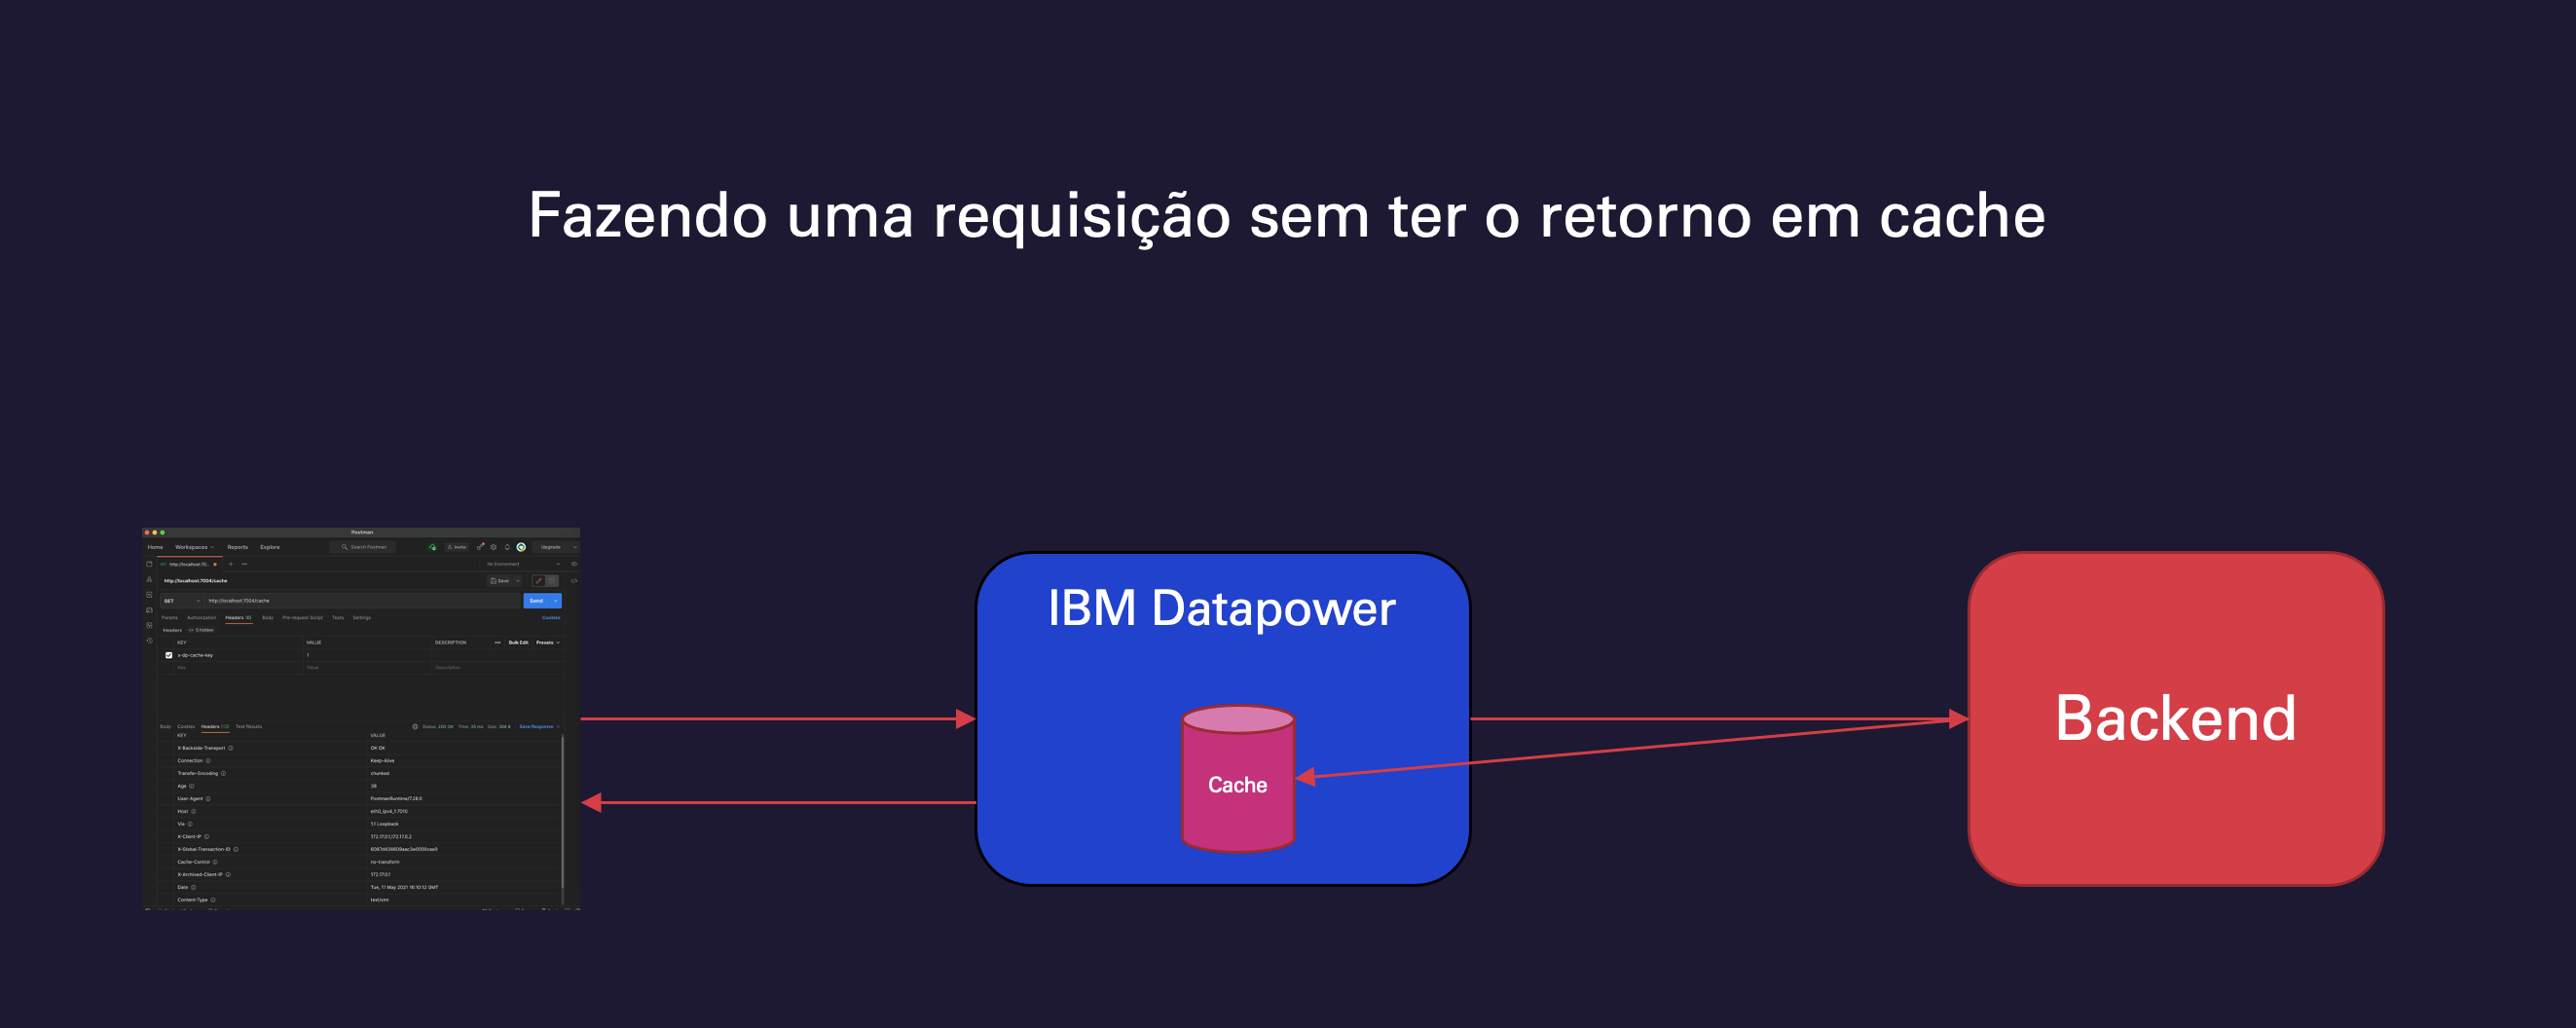 Fazendo uma requisição sem ter o retorno em cache
Postman
Home Workspaces Reports Explore Search Postman Invite Upgrade
http://localhost:70... No Environment
http://localhost:7004/cache Save
GET http://localhost:7004/cache Send
Params Authorization Headers Body Pre-request Script Tests Settings Cookies
Headers 5 hidden
KEY VALUE DESCRIPTION Bulk Edit Presets
x-dp-cache-key 1
Key Value Description
Body Cookies Headers Test Results Status: 200 OK Save Response
KEY VALUE
X-Backside-Transport OK OK
Connection Keep-Alive
Transfer-Encoding chunked
Age 28
User-Agent PostmanRuntime/7.28.0
Host
Via 1.1 Loopback
X-Client-IP 172.17.0.1,172.17.0.2
X-Global-Transaction-ID
Cache-Control no-transform
X-Archived-Client-IP 172.17.0.1
Date Tue, 11 May 2021 16:10:12 GMT
Content-Type text/xml
IBM Datapower
Cache
Backend